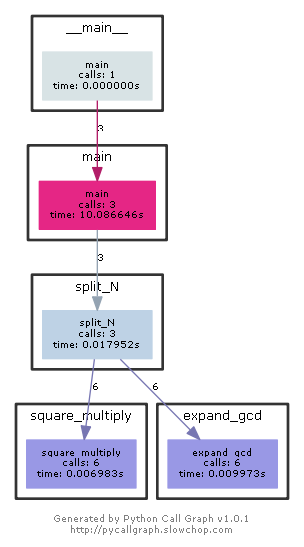 __main__
main
calls: 1
time: 0.000000s
3
main
main
calls: 3
time: 10.086646s
3
split_N
split_N
calls: 3
time: 0.017952s
6 6
square_multiply expand_gcd
square_multiply expand_gcd
calls: 6 calls: 6
time: 0.006983s time: 0.009973s
Generated by Python Call Graph v1.0.1
http://pycallgraph.slowchop.com